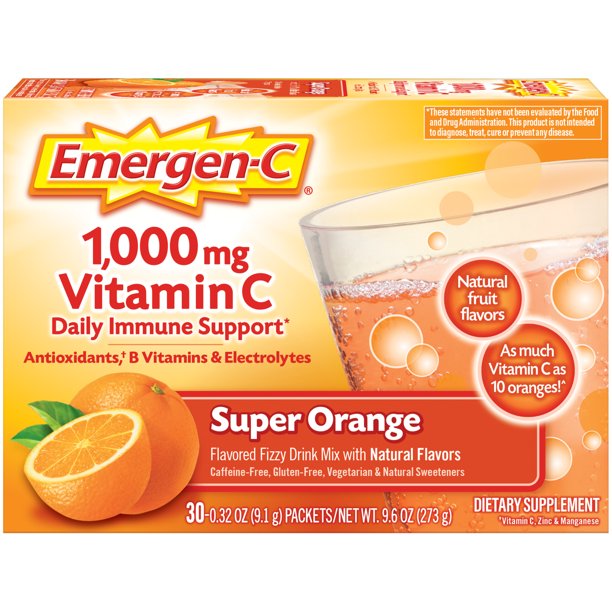 *These statements have not been evaluated by the Food
and Drug Administration. This product is not intended
to diagnose, treat, cure or prevent any disease.
Emergen-C®
1,000 mg
Vitamin C
Daily Immune Support*
Antioxidants,† B Vitamins & Electrolytes
Natural
fruit
flavors
As much
Vitamin C as
10 oranges!^
Super Orange
Flavored Fizzy Drink Mix with Natural Flavors
Caffeine-Free, Gluten-Free, Vegetarian & Natural Sweeteners
30-0.32 OZ (9.1 g) PACKETS/NET WT. 9.6 OZ (273 g)
DIETARY SUPPLEMENT
†Vitamin C, Zinc & Manganese